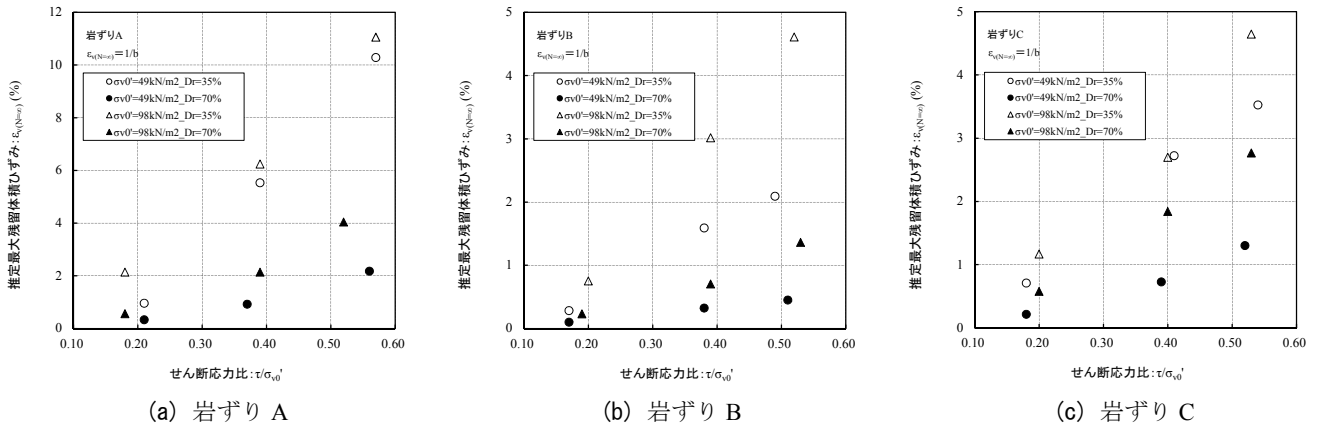 12
10
8
6
4
2
0
0.10 0.20 0.30 0.40 0.50 0.60
推定最大残留体積ひずみ:εv(N=∞) (%)
岩ずりA
εv(N=∞)=1/b
σv0'=49kN/m2_Dr=35%
σv0'=49kN/m2_Dr=70%
σv0'=98kN/m2_Dr=35%
σv0'=98kN/m2_Dr=70%
せん断応力比:τ/σv0'
(a) 岩ずり A
5
4
3
2
1
0
0.10 0.20 0.30 0.40 0.50 0.60
推定最大残留体積ひずみ:εv(N=∞) (%)
岩ずりB
εv(N=∞)=1/b
σv0'=49kN/m2_Dr=35%
σv0'=49kN/m2_Dr=70%
σv0'=98kN/m2_Dr=35%
σv0'=98kN/m2_Dr=70%
せん断応力比:τ/σv0'
(b) 岩ずり B
5
4
3
2
1
0
0.10 0.20 0.30 0.40 0.50 0.60
推定最大残留体積ひずみ:εv(N=∞) (%)
岩ずりC
εv(N=∞)=1/b
σv0'=49kN/m2_Dr=35%
σv0'=49kN/m2_Dr=70%
σv0'=98kN/m2_Dr=35%
σv0'=98kN/m2_Dr=70%
せん断応力比:τ/σv0'
(c) 岩ずり C